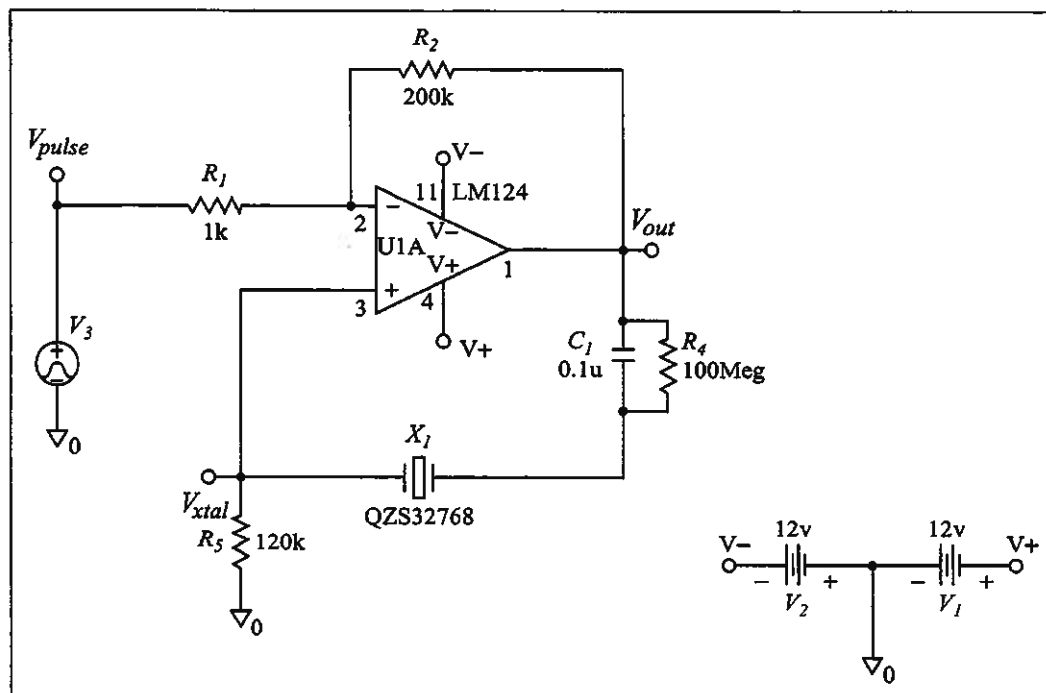 R2
200k
Vpulse
R1
1k
V−
11 LM124
2
−
V−
U1A
V+
1
Vout
3
+
4
V+
V3
+
−
0
C1
0.1u
R4
100Meg
X1
QZS32768
Vxtal
R5
120k
0
12v
12v
V−
V+
− +
− +
V2
V1
0